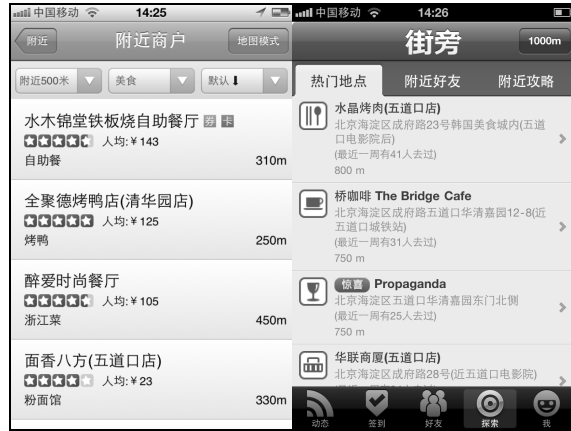 中国移动 14:25
附近 附近商户 地图模式
附近500米 美食 默认
水木锦堂铁板烧自助餐厅 券 卡
人均:￥143
自助餐 310m
全聚德烤鸭店(清华园店)
人均:￥125
烤鸭 250m
醉爱时尚餐厅
人均:￥105
浙江菜 450m
面香八方(五道口店)
人均:￥23
粉面馆 330m
中国移动 14:26
街旁 1000m
热门地点 附近好友 附近攻略
水晶烤肉(五道口店)
北京海淀区成府路23号韩国美食城内(五道
口电影院后)
(最近一周有41人去过)
800 m
桥咖啡 The Bridge Cafe
北京海淀区成府路五道口华清嘉园12-8(近
五道口城铁站)
(最近一周有31人去过)
750 m
惊喜 Propaganda
北京海淀区五道口华清嘉园东门北侧
(最近一周有25人去过)
750 m
华联商厦(五道口店)
北京海淀区成府路28号(近五道口电影院)
动态 签到 好友 探索 我